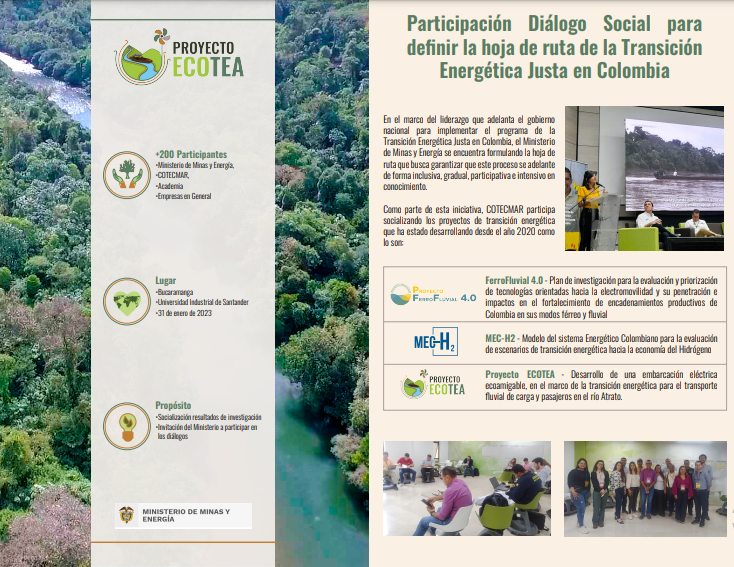 PROYECTO
ECOTEA
+200 Participantes
•Ministerio de Minas y Energía,
•COTECMAR,
•Academia
•Empresas en General
Lugar
•Bucaramanga
•Universidad Industrial de Santander
•31 de enero de 2023
Propósito
•Socialización resultados de investigación
•Invitación del Ministerio a participar en
los diálogos
MINISTERIO DE MINAS Y
ENERGÍA
Participación Diálogo Social para
definir la hoja de ruta de la Transición
Energética Justa en Colombia
En el marco del liderazgo que adelanta el gobierno
nacional para implementar el programa de la
Transición Energética Justa en Colombia, el Ministerio
de Minas y Energía se encuentra formulando la hoja de
ruta que busca garantizar que este proceso se adelante
de forma inclusiva, gradual, participativa e intensivo en
conocimiento.
Como parte de esta iniciativa, COTECMAR participa
socializando los proyectos de transición energética
que ha estado desarrollando desde el año 2020 como
lo son:
PROYECTO
FERROFLUVIAL 4.0
FerroFluvial 4.0 - Plan de investigación para la evaluación y priorización
de tecnologías orientadas hacia la electromovilidad y su penetración e
impactos en el fortalecimiento de encadenamientos productivos de
Colombia en sus modos férreo y fluvial
MEC-H2
MEC-H2 - Modelo del sistema Energético Colombiano para la evaluación
de escenarios de transición energética hacia la economía del Hidrógeno
PROYECTO
ECOTEA
Proyecto ECOTEA - Desarrollo de una embarcación eléctrica
ecoamigable, en el marco de la transición energética para el transporte
fluvial de carga y pasajeros en el río Atrato.